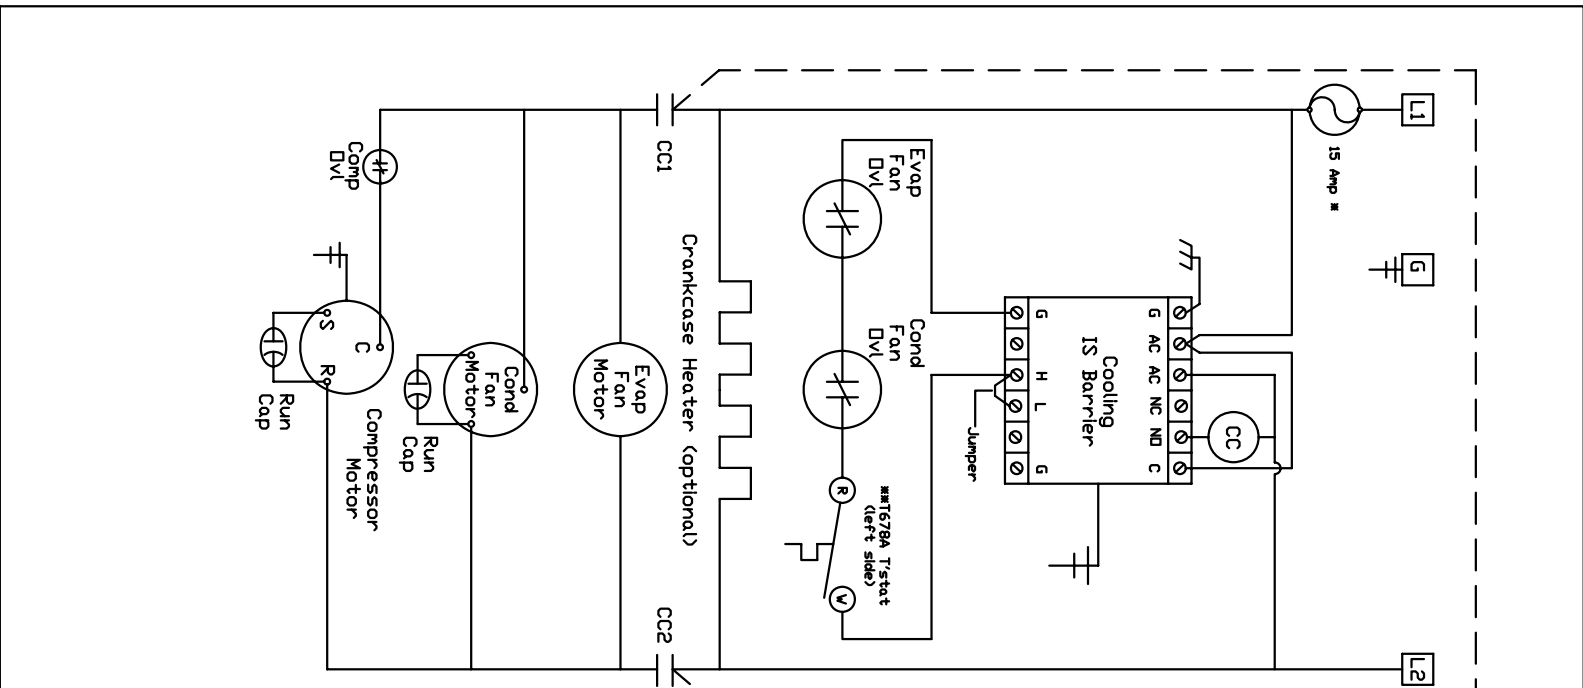 L1
15 Amp *
G
L2
G
AC
AC
NC
NO
C
CC
Cooling
IS Barrier
G
H
L
G
Jumper
Evap
Fan
Ovl
Cond
Fan
Ovl
**T678A T'stat
(left side)
R
W
Crankcase Heater (optional)
CC1
CC2
Evap
Fan
Motor
Cond
Fan
Motor
Run
Cap
Comp
Ovl
S
C
R
Compressor
Motor
Run
Cap